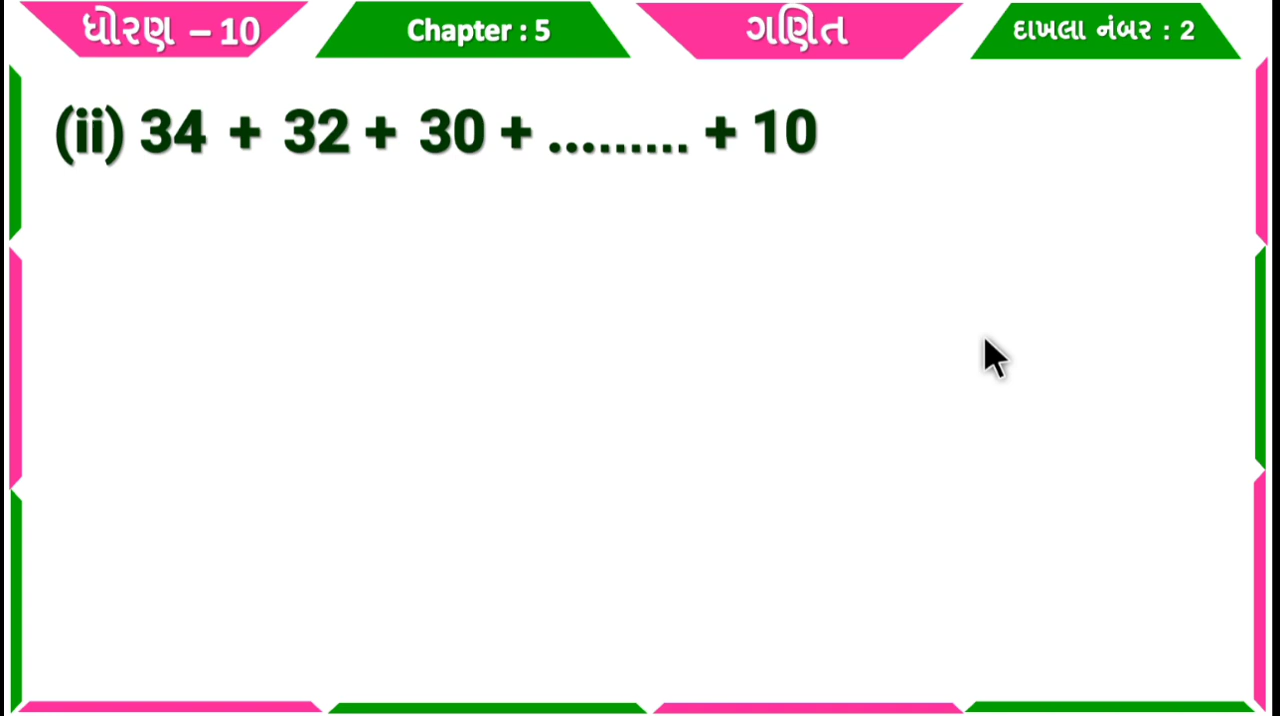 ધોરણ – 10 Chapter : 5 ગણિત દાખલા નંબર : 2
(ii) 34 + 32 + 30 + ......... + 10